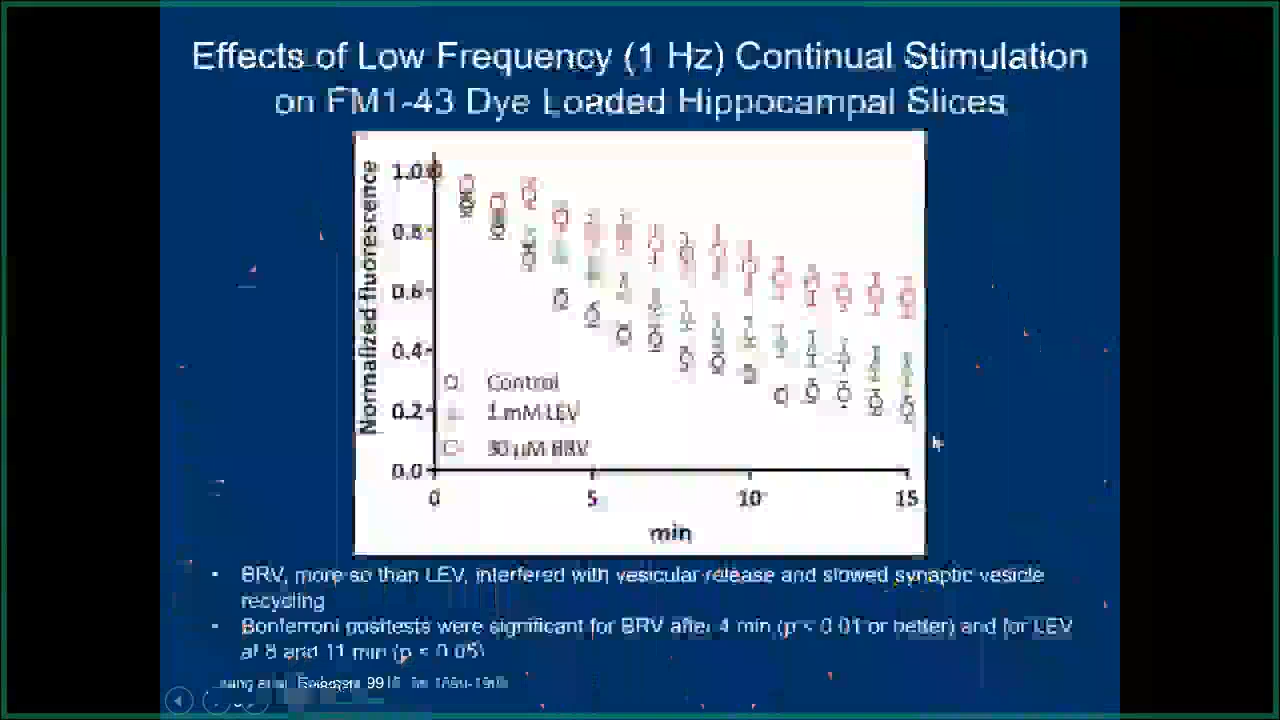 Effects of Low Frequency (1 Hz) Continual Stimulation
on FM1-43 Dye Loaded Hippocampal Slices
Normalized fluorescence
1.0
0.8
0.6
0.4
0.2
0.0
Control
1 mM LEV
30 µM BRV
0 5 10 15
min
• BRV, more so than LEV, interfered with vesicular release and slowed synaptic vesicle
recycling
• Bonferroni posttests were significant for BRV after 4 min (p < 0.01 or better) and for LEV
at 8 and 11 min (p < 0.05)